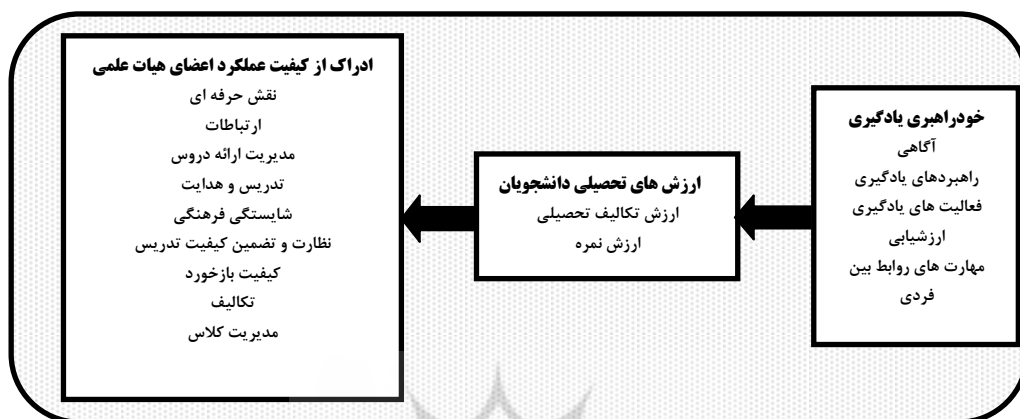 خودراهبری یادگیری
آگاهی
راهبردهای یادگیری
فعالیت های یادگیری
ارزشیابی
مهارت های روابط بین
فردی
ارزش های تحصیلی دانشجویان
ارزش تکالیف تحصیلی
ارزش نمره
ادراک از کیفیت عملکرد اعضای هیات علمی
نقش حرفه ای
ارتباطات
مدیریت ارائه دروس
تدریس و هدایت
شایستگی فرهنگی
نظارت و تضمین کیفیت تدریس
کیفیت بازخورد
تکالیف
مدیریت کلاس